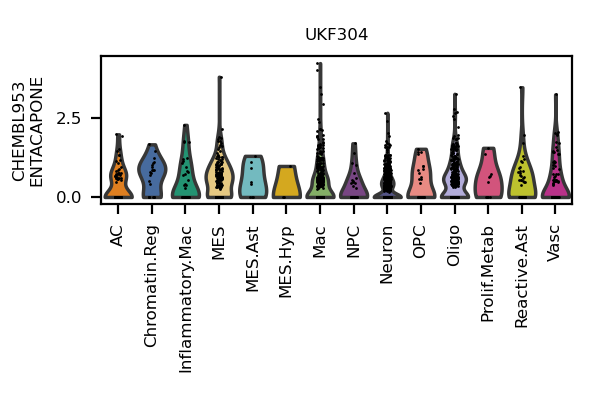 UKF304
CHEMBL953
ENTACAPONE
2.5
0.0
AC
Chromatin.Reg
Inflammatory.Mac
MES
MES.Ast
MES.Hyp
Mac
NPC
Neuron
OPC
Oligo
Prolif.Metab
Reactive.Ast
Vasc